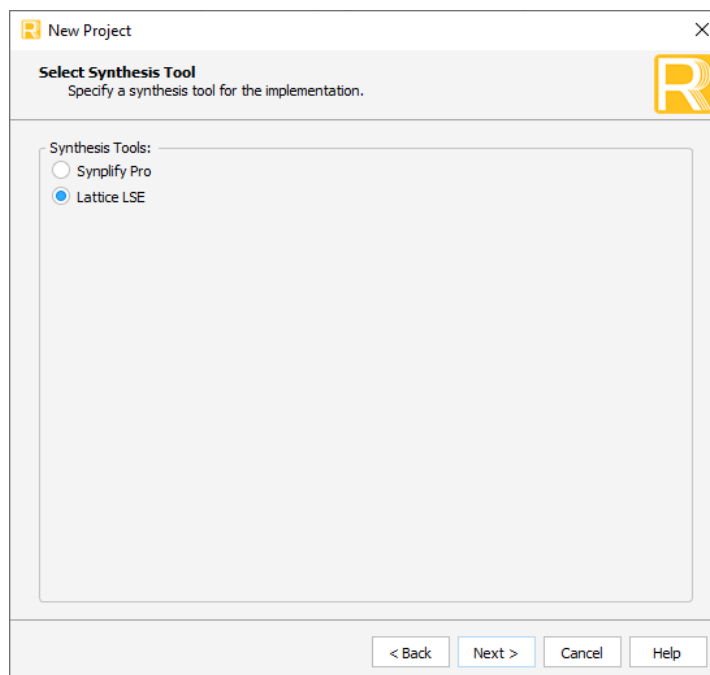 New Project
Select Synthesis Tool
Specify a synthesis tool for the implementation.
Synthesis Tools:
Synplify Pro
Lattice LSE
< Back Next > Cancel Help